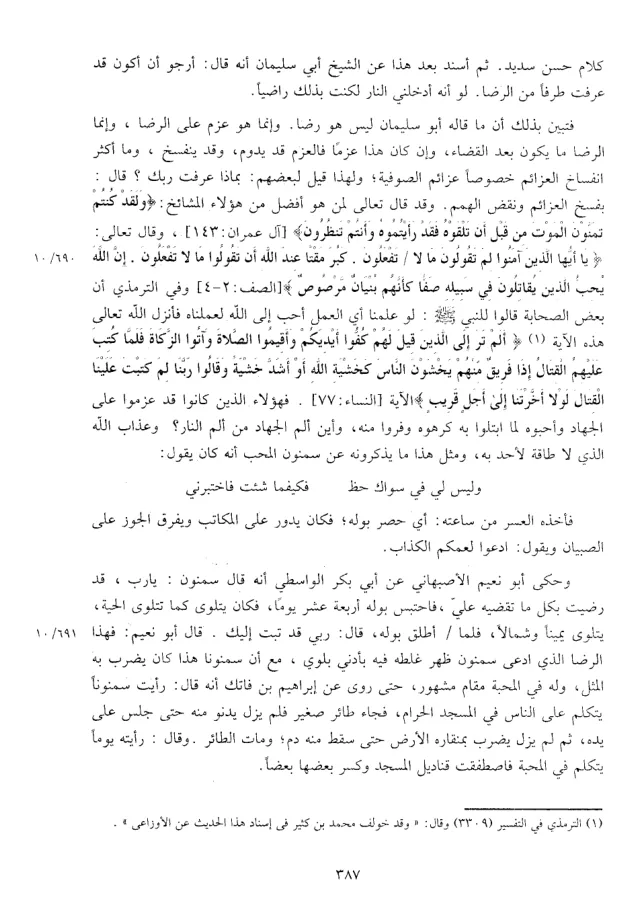 كلام حسن سديد. ثم أسند بعد هذا عن الشيخ أبي سليمان أنه قال: أرجو أن أكون قد
عرفت طرفاً من الرضا. لو أنه أدخلني النار لكنت بذلك راضياً.
فتبين بذلك أن ما قاله أبو سليمان ليس هو رضا. وإنما هو عزم على الرضا ، وإنما
الرضا ما يكون بعد القضاء، وإن كان هذا عزمًا فالعزم قد يدوم، وقد ينفسخ ، وما أكثر
انفساخ العزائم خصوصاً عزائم الصوفية؛ ولهذا قيل لبعضهم: بماذا عرفت ربك ؟ قال :
بفسخ العزائم ونقض الهمم. وقد قال تعالى لمن هو أفضل من هؤلاء المشائخ: ﴿وَلَقَدْ كُنتُمْ
تَمَنَّوْنَ الْمَوْتَ مِن قَبْلِ أَن تَلْقَوْهُ فَقَدْ رَأَيْتُمُوهُ وَأَنتُمْ تَنظُرُونَ﴾ [آل عمران:١٤٣] ، وقال تعالى:
﴿ يا أَيُّهَا الَّذِينَ آمَنُوا لِمَ تَقُولُونَ مَا لا / تَفْعَلُونَ . كَبُرَ مَقْتًا عِندَ اللَّهِ أَن تَقُولُوا مَا لا تَفْعَلُونَ . إِنَّ اللَّهَ ١٠/٦٩٠
يُحِبُّ الَّذِينَ يُقَاتِلُونَ فِي سَبِيلِهِ صَفًّا كَأَنَّهُم بُنْيَانٌ مَّرْصُوصٌ ﴾[الصف:٢-٤] وفي الترمذي أن
بعض الصحابة قالوا للنبي ﷺ : لو علمنا أي العمل أحب إلى اللَّه لعملناه فأنزل اللَّه تعالى
هذه الآية (١) ﴿ أَلَمْ تَرَ إِلَى الَّذِينَ قِيلَ لَهُمْ كُفُّوا أَيْدِيَكُمْ وَأَقِيمُوا الصَّلاةَ وَآتُوا الزَّكَاةَ فَلَمَّا كُتِبَ
عَلَيْهِمُ الْقِتَالُ إِذَا فَرِيقٌ مِّنْهُمْ يَخْشَوْنَ النَّاسَ كَخَشْيَةِ اللَّهِ أَوْ أَشَدَّ خَشْيَةً وَقَالُوا رَبَّنَا لِمَ كَتَبْتَ عَلَيْنَا
الْقِتَالَ لَوْلا أَخَّرْتَنَا إِلَىٰ أَجَلٍ قَرِيبٍ ﴾الآية [النساء:٧٧] . فهؤلاء الذين كانوا قد عزموا على
الجهاد وأحبوه لما ابتلوا به كرهوه وفروا منه، وأين ألم الجهاد من ألم النار؟ وعذاب اللَّه
الذي لا طاقة لأحد به، ومثل هذا ما يذكرونه عن سمنون المحب أنه كان يقول:
وليس لي في سواك حظ فكيفما شئت فاختبرني
فأخذه العسر من ساعته: أي حصر بوله؛ فكان يدور على المكاتب ويفرق الجوز على
الصبيان ويقول: ادعوا لعمكم الكذاب.
وحكى أبو نعيم الأصبهاني عن أبي بكر الواسطي أنه قال سمنون : يارب ، قد
رضيت بكل ما تقضيه عليّ ،فاحتبس بوله أربعة عشر يومًا، فكان يتلوى كما تتلوى الحية،
يتلوى يميناً وشمالاً، فلما / أطلق بوله، قال: ربي قد تبت إليك . قال أبو نعيم: فهذا ١٠/٦٩١
الرضا الذي ادعى سمنون ظهر غلطه فيه بأدني بلوي ، مع أن سمنونا هذا كان يضرب به
المثل، وله في المحبة مقام مشهور، حتى روى عن إبراهيم بن فاتك أنه قال: رأيت سمنوناً
يتكلم على الناس في المسجد الحرام، فجاء طائر صغير فلم يزل يدنو منه حتى جلس على
يده، ثم لم يزل يضرب بمنقاره الأرض حتى سقط منه دم؛ ومات الطائر .وقال : رأيته يوماً
يتكلم في المحبة فاصطفقت قناديل المسجد وكسر بعضها بعضاً.
(١) الترمذي في التفسير (٣٣٠٩) وقال: « وقد خولف محمد بن كثير فى إسناد هذا الحديث عن الأوزاعى » .
٣٨٧